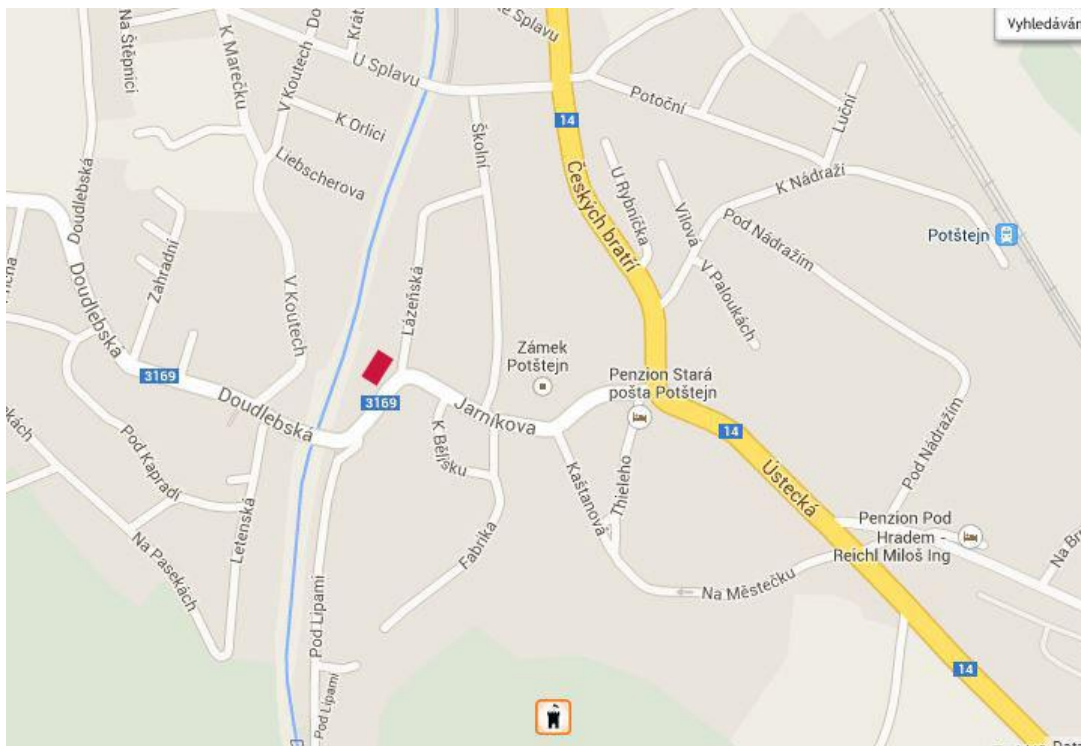 Vyhledáván
Na Štěpnici
K Marečku
V Koutech
U Splavu
K Orlici
Liebscherova
Školní
14
Potoční
Luční
K Nádraží
Českých bratří
U Rybníčka
Vilová
V Paloukách
Pod Nádražím
Potštejn
Doudlebská
Doudlebská
Zahradní
V Koutech
Lázeňská
3169
Doudlebská
3169
Jarníkova
K Bělisku
Zámek
Potštejn
Penzion Stará
pošta Potštejn
14
Ústecká
Pod Nádražím
Pod Kapradí
Letenská
Na Pasekách
Pod Lipami
Fabrika
Kaštanová
Thieleho
Penzion Pod
Hradem -
Reichl Miloš Ing
Na Městečku
14
Pod Lipami